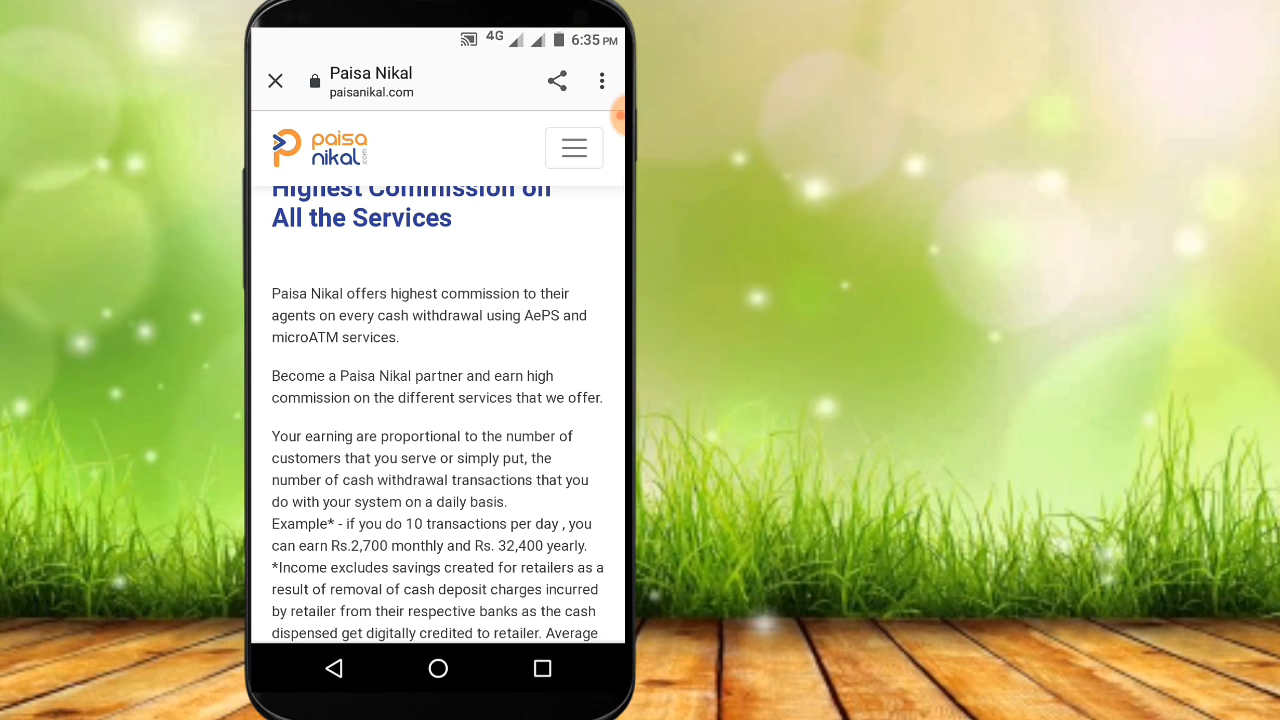 4G 6:35 PM
Paisa Nikal
paisanikal.com
paisa
nikal.com
Highest Commission on
All the Services
Paisa Nikal offers highest commission to their
agents on every cash withdrawal using AePS and
microATM services.
Become a Paisa Nikal partner and earn high
commission on the different services that we offer.
Your earning are proportional to the number of
customers that you serve or simply put, the
number of cash withdrawal transactions that you
do with your system on a daily basis.
Example* - if you do 10 transactions per day , you
can earn Rs.2,700 monthly and Rs. 32,400 yearly.
*Income excludes savings created for retailers as a
result of removal of cash deposit charges incurred
by retailer from their respective banks as the cash
dispensed get digitally credited to retailer. Average